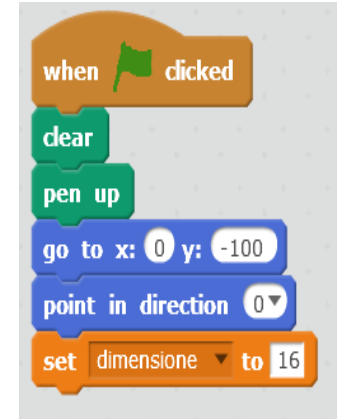 when clicked
clear
pen up
go to x: 0 y: -100
point in direction 0
set dimensione to 16